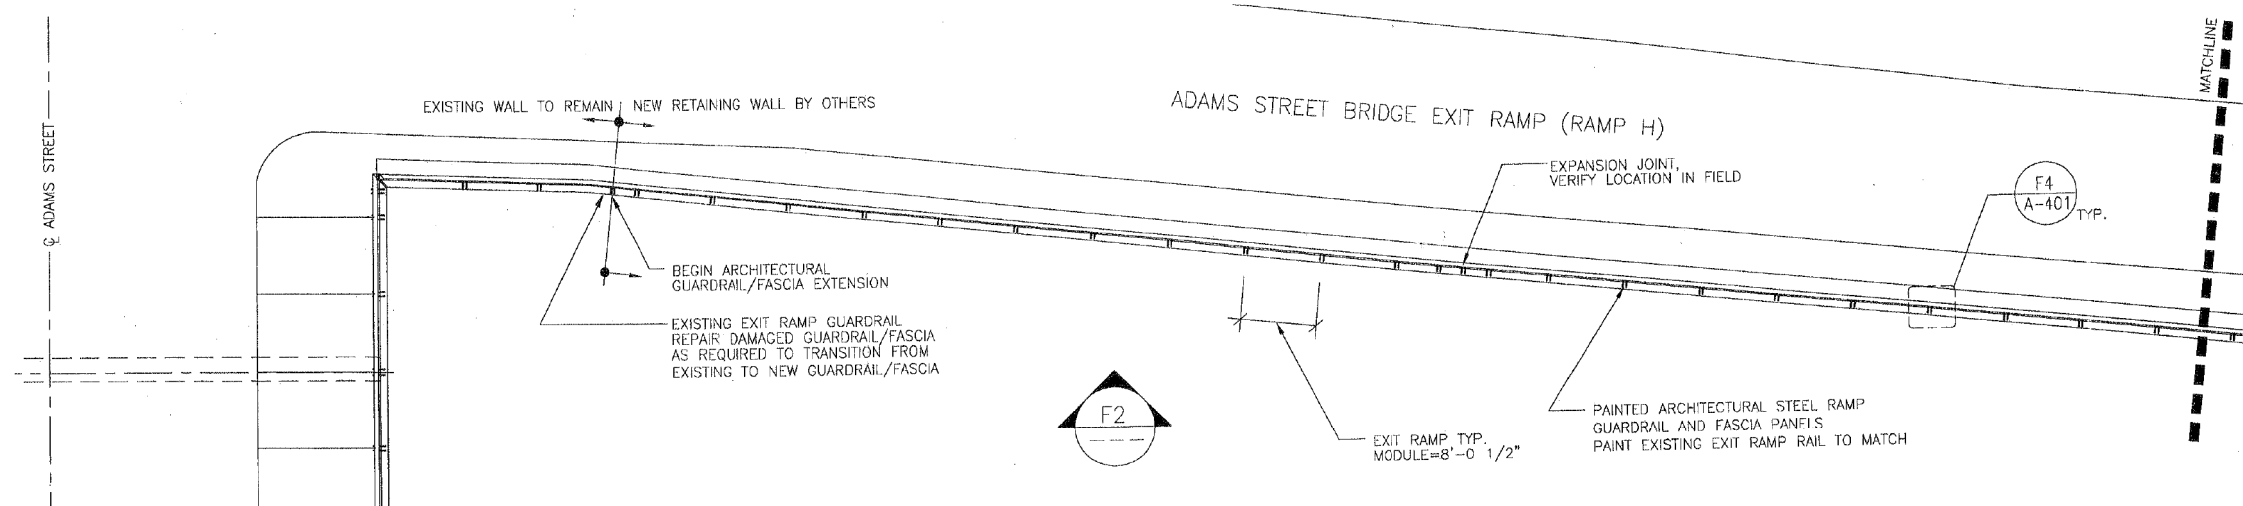 MATCHLINE
EXISTING WALL TO REMAIN
NEW RETAINING WALL BY OTHERS
ADAMS STREET BRIDGE EXIT RAMP (RAMP H)
℄ ADAMS STREET
EXPANSION JOINT,
VERIFY LOCATION IN FIELD
F4
A-401
TYP.
BEGIN ARCHITECTURAL
GUARDRAIL/FASCIA EXTENSION
EXISTING EXIT RAMP GUARDRAIL
REPAIR DAMAGED GUARDRAIL/FASCIA
AS REQUIRED TO TRANSITION FROM
EXISTING TO NEW GUARDRAIL/FASCIA
F2
EXIT RAMP TYP.
MODULE=8'-0 1/2"
PAINTED ARCHITECTURAL STEEL RAMP
GUARDRAIL AND FASCIA PANELS
PAINT EXISTING EXIT RAMP RAIL TO MATCH